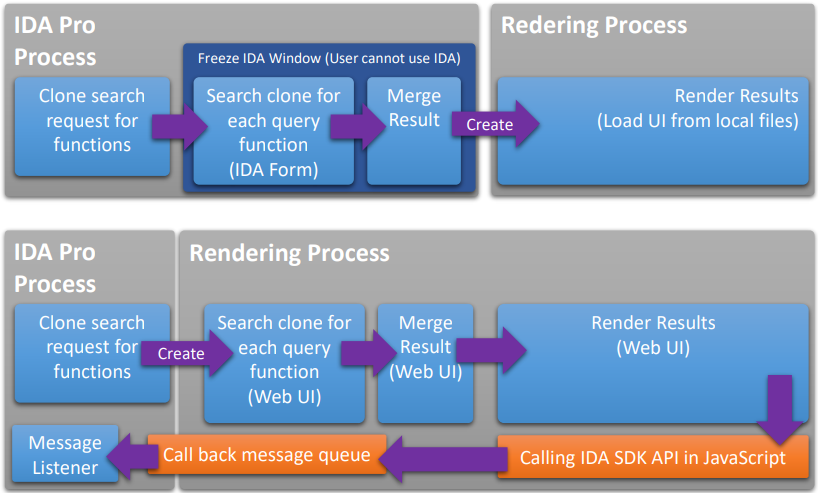 IDA Pro
Process
Freeze IDA Window (User cannot use IDA)
Clone search
request for
functions
Search clone for
each query
function
(IDA Form)
Merge
Result
Create
Redering Process
Render Results
(Load UI from local files)
IDA Pro
Process
Rendering Process
Clone search
request for
functions
Create
Search clone for
each query
function
(Web UI)
Merge
Result
(Web UI)
Render Results
(Web UI)
Message
Listener
Call back message queue
Calling IDA SDK API in JavaScript